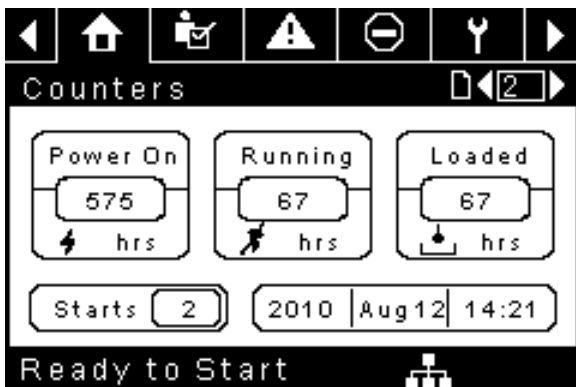 Counters 2
Power On Running Loaded
575 67 67
hrs hrs hrs
Starts 2 2010 Aug12 14:21
Ready to Start